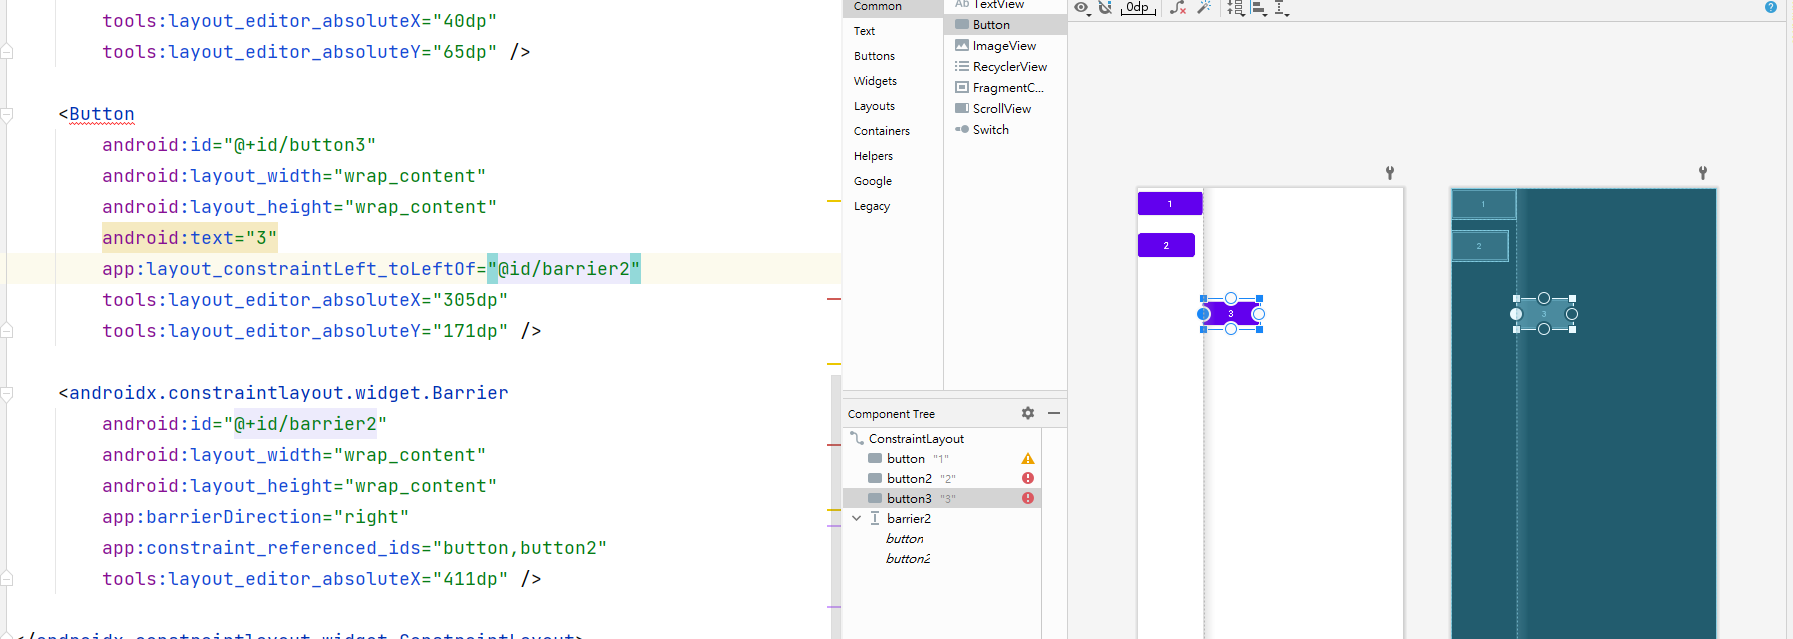 tools:layout_editor_absoluteX="40dp"
tools:layout_editor_absoluteY="65dp" />
<Button
android:id="@+id/button3"
android:layout_width="wrap_content"
android:layout_height="wrap_content"
android:text="3"
app:layout_constraintLeft_toLeftOf="@id/barrier2"
tools:layout_editor_absoluteX="305dp"
tools:layout_editor_absoluteY="171dp" />
<androidx.constraintlayout.widget.Barrier
android:id="@+id/barrier2"
android:layout_width="wrap_content"
android:layout_height="wrap_content"
app:barrierDirection="right"
app:constraint_referenced_ids="button,button2"
tools:layout_editor_absoluteX="411dp" />
</androidx.constraintlayout.widget.ConstraintLayout>
Common
Text
Buttons
Widgets
Layouts
Containers
Helpers
Google
Legacy
Ab TextView
Button
ImageView
RecyclerView
FragmentC...
ScrollView
Switch
Component Tree
ConstraintLayout
button "1"
button2 "2"
button3 "3"
barrier2
button
button2
0dp
?
1
2
3
1
2
3